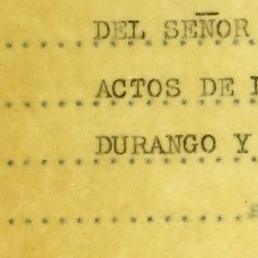 DEL SEÑOR
ACTOS DE
DURANGO Y